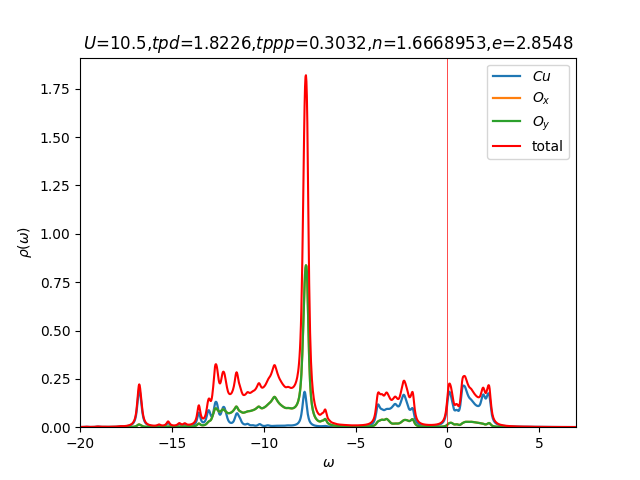 U=10.5,tpd=1.8226,tppp=0.3032,n=1.6668953,e=2.8548
1.75
1.50
1.25
1.00
0.75
0.50
0.25
0.00
ρ(ω)
Cu
Ox
Oy
total
−20
−15
−10
−5
0
5
ω